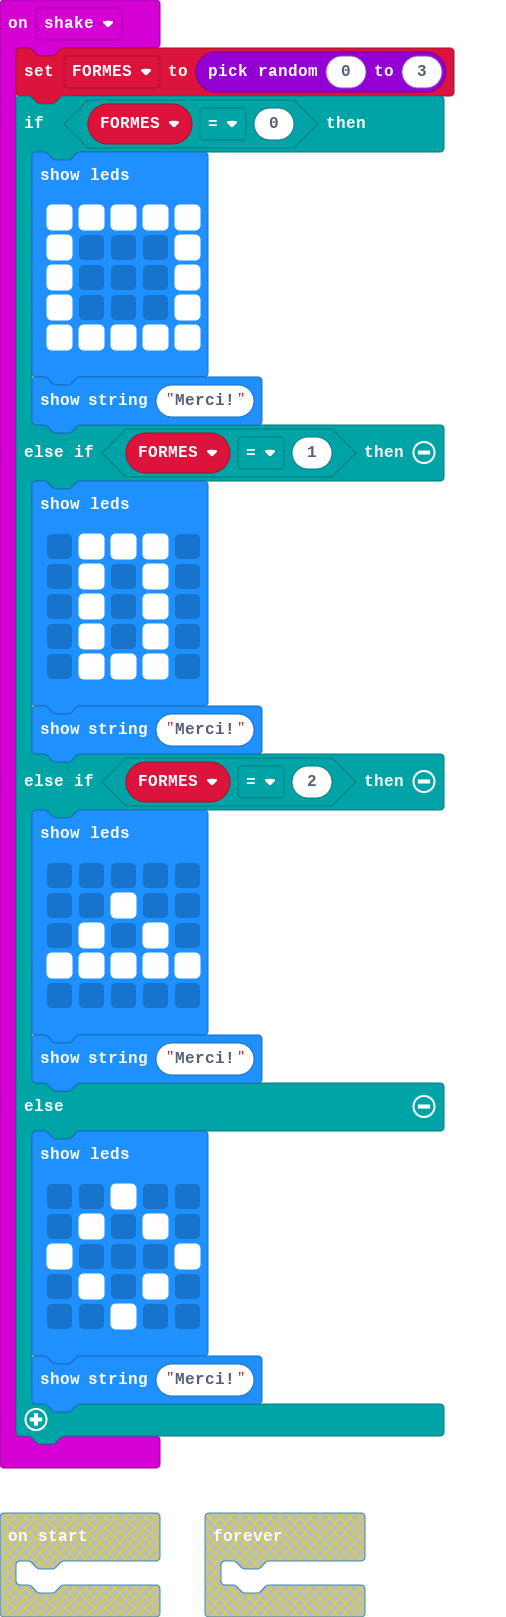 on shake
set FORMES to pick random 0 to 3
if FORMES = 0 then
show leds
show string "Merci!"
else if FORMES = 1 then
show leds
show string "Merci!"
else if FORMES = 2 then
show leds
show string "Merci!"
else
show leds
show string "Merci!"
on start forever